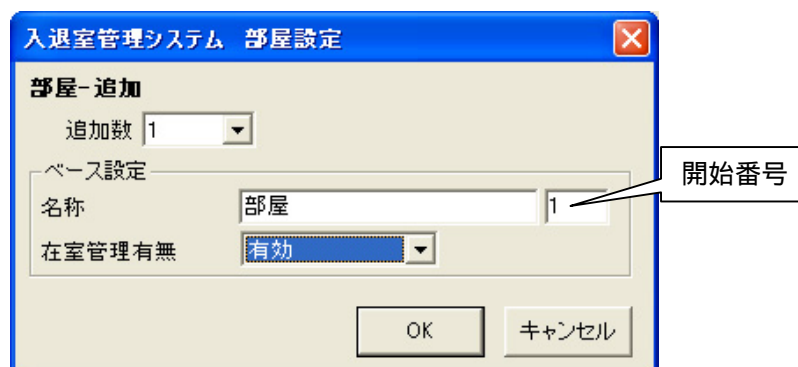 入退室管理システム 部屋設定
部屋-追加
追加数 1
ベース設定
名称 部屋 1
開始番号
在室管理有無 有効
OK キャンセル